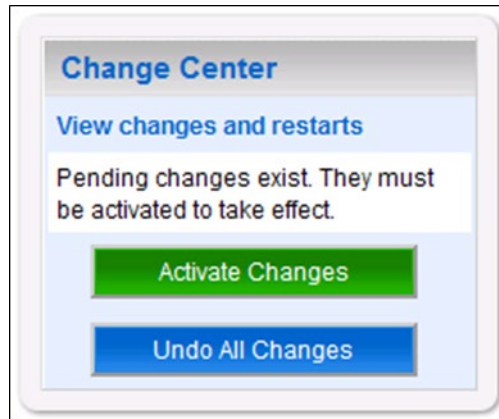 Change Center
View changes and restarts
Pending changes exist. They must
be activated to take effect.
Activate Changes
Undo All Changes